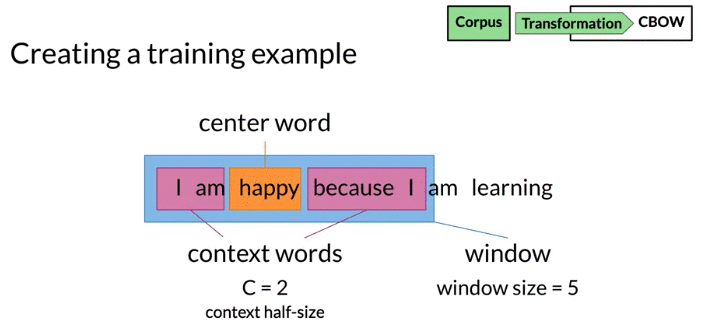 Corpus Transformation CBOW
Creating a training example
center word
I am happy because I am learning
context words window
C = 2 window size = 5
context half-size